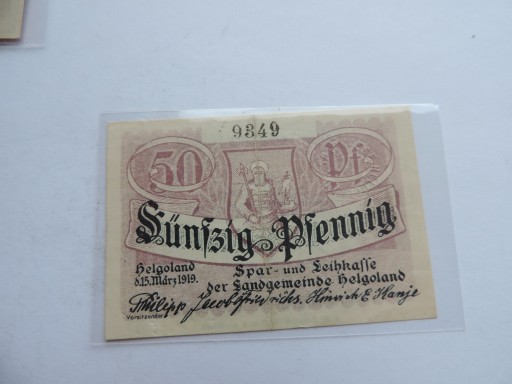 9349
50 Pf.
Fünfzig Pfennig
Helgoland
d. 15. März 1919.
Spar- und Leihkasse
der Landgemeinde Helgoland
Philipp Jacob Friedrichs. Hinrich E. Hanje
Vorsitzender